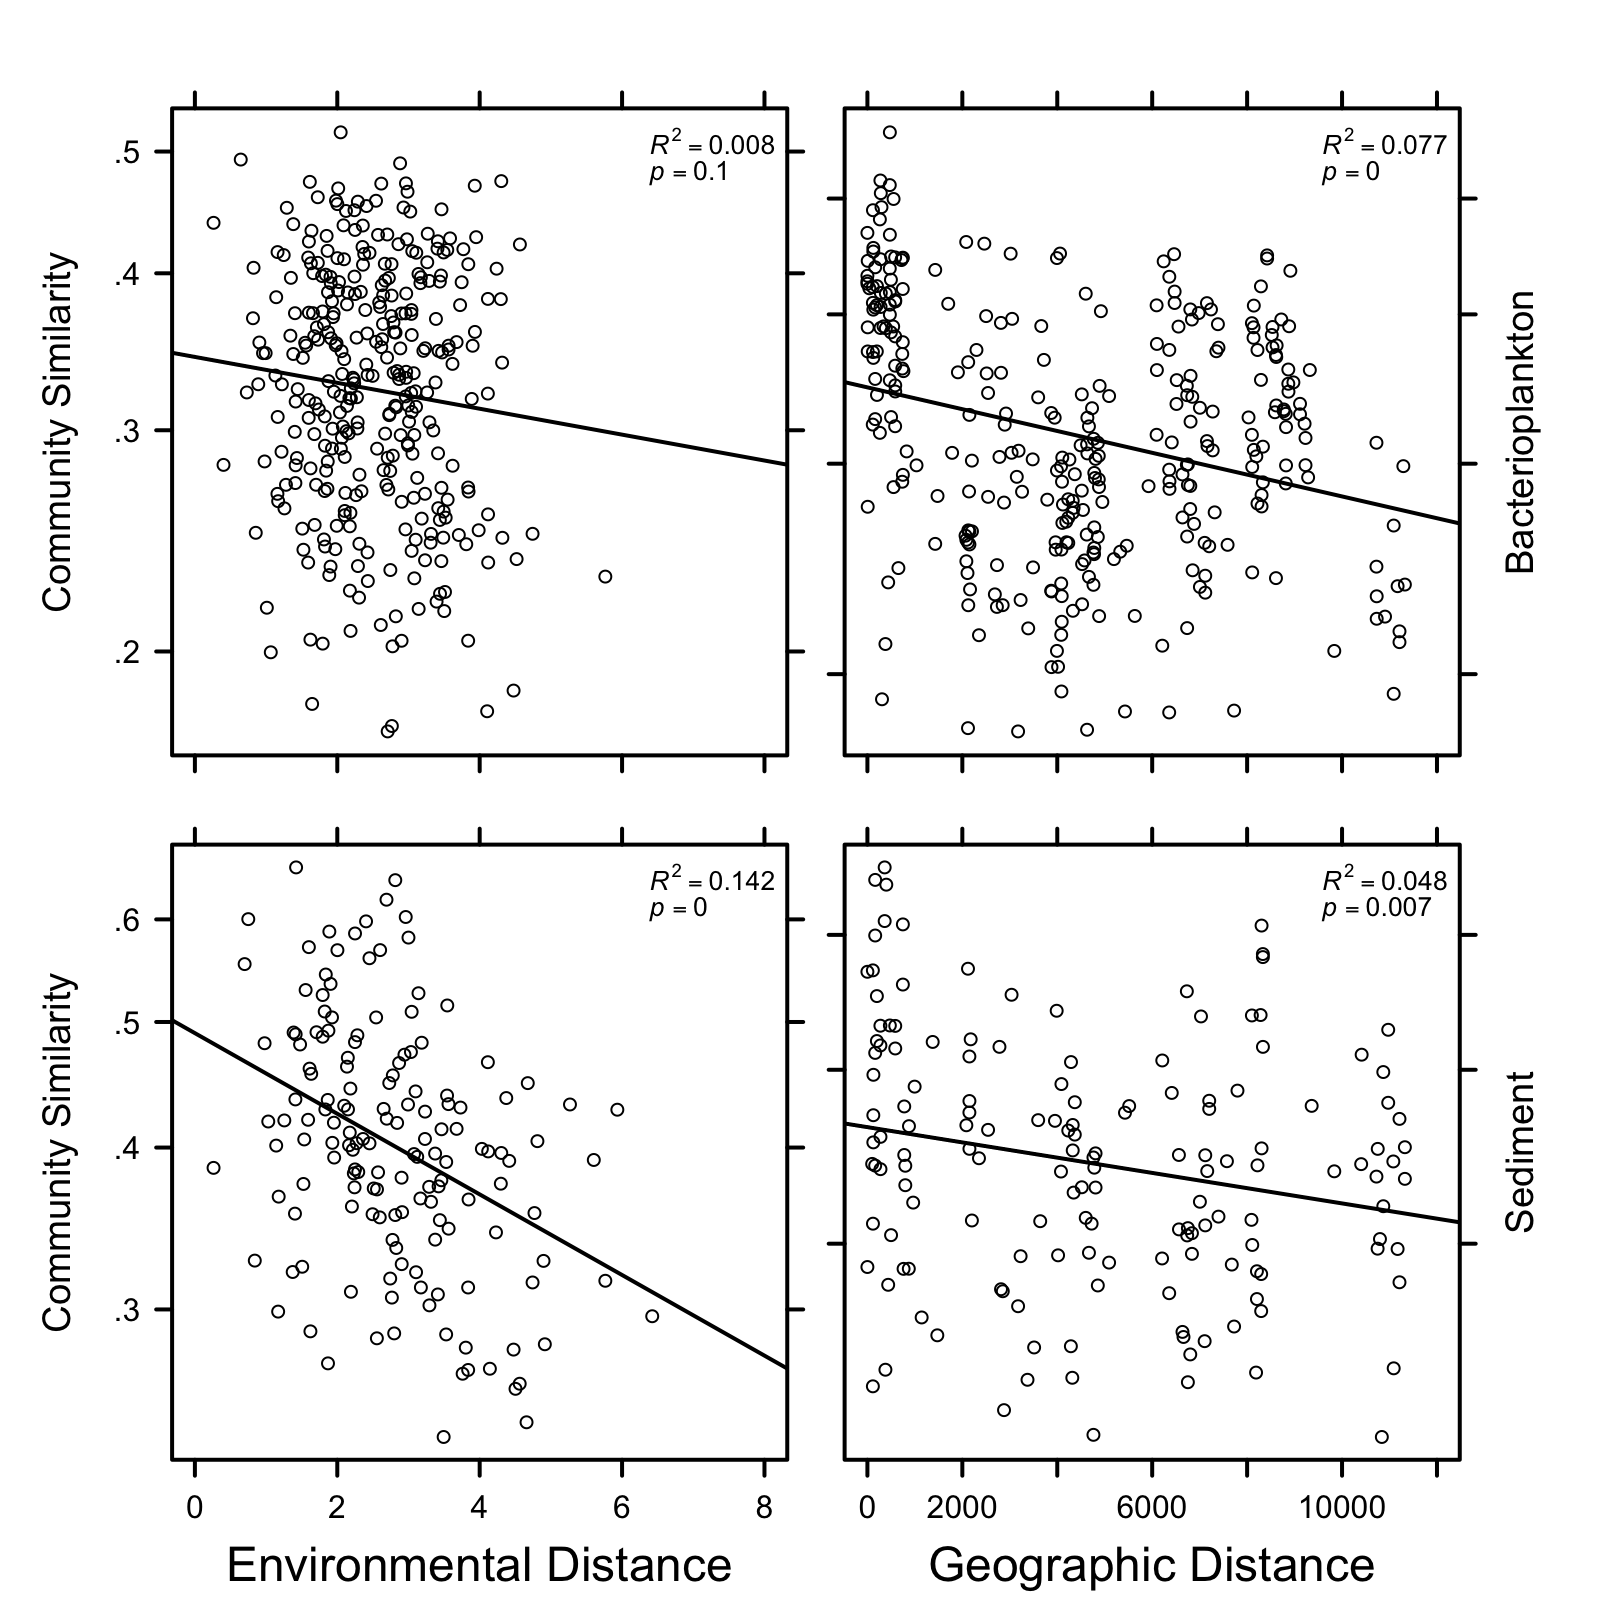 R² = 0.008
p = 0.1
R² = 0.077
p = 0
.5
.4
.3
.2
Community Similarity
Bacterioplankton
R² = 0.142
p = 0
R² = 0.048
p = 0.007
.6
.5
.4
.3
Community Similarity
Sediment
0 2 4 6 8
0 2000 6000 10000
Environmental Distance
Geographic Distance